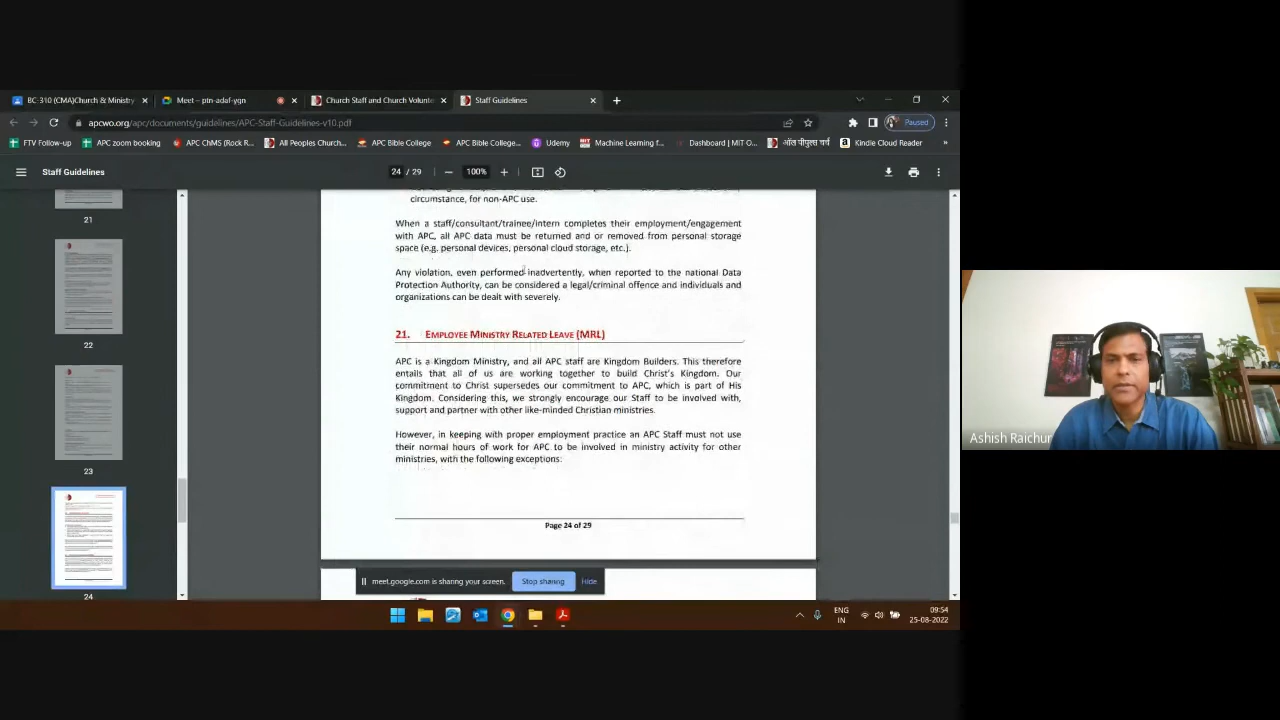 BC-310 (CMA)Church & Ministry
Meet – ptn-adaf-ygn
Church Staff and Church Volunte
Staff Guidelines
apcwo.org/apc/documents/guidelines/APC-Staff-Guidelines-v10.pdf
Paused
FTV Follow-up
APC zoom booking
APC ChMS (Rock R...
All Peoples Church...
APC Bible College
APC Bible College...
Udemy
Machine Learning f...
Dashboard | MIT O...
ऑल पीपुल्स चर्च
Kindle Cloud Reader
Staff Guidelines
24 / 29
100%
21
22
23
24
circumstance, for non-APC use.
When a staff/consultant/trainee/intern completes their employment/engagement
with APC, all APC data must be returned and or removed from personal storage
space (e.g. personal devices, personal cloud storage, etc.).
Any violation, even performed inadvertently, when reported to the national Data
Protection Authority, can be considered a legal/criminal offence and individuals and
organizations can be dealt with severely.
21. EMPLOYEE MINISTRY RELATED LEAVE (MRL)
APC is a Kingdom Ministry, and all APC staff are Kingdom Builders. This therefore
entails that all of us are working together to build Christ's Kingdom. Our
commitment to Christ supersedes our commitment to APC, which is part of His
Kingdom. Considering this, we strongly encourage our Staff to be involved with,
support and partner with other like-minded Christian ministries.
However, in keeping with proper employment practice an APC Staff must not use
their normal hours of work for APC to be involved in ministry activity for other
ministries, with the following exceptions:
Page 24 of 29
meet.google.com is sharing your screen.
Stop sharing
Hide
ENG
IN
09:54
25-08-2022
Ashish Raichur